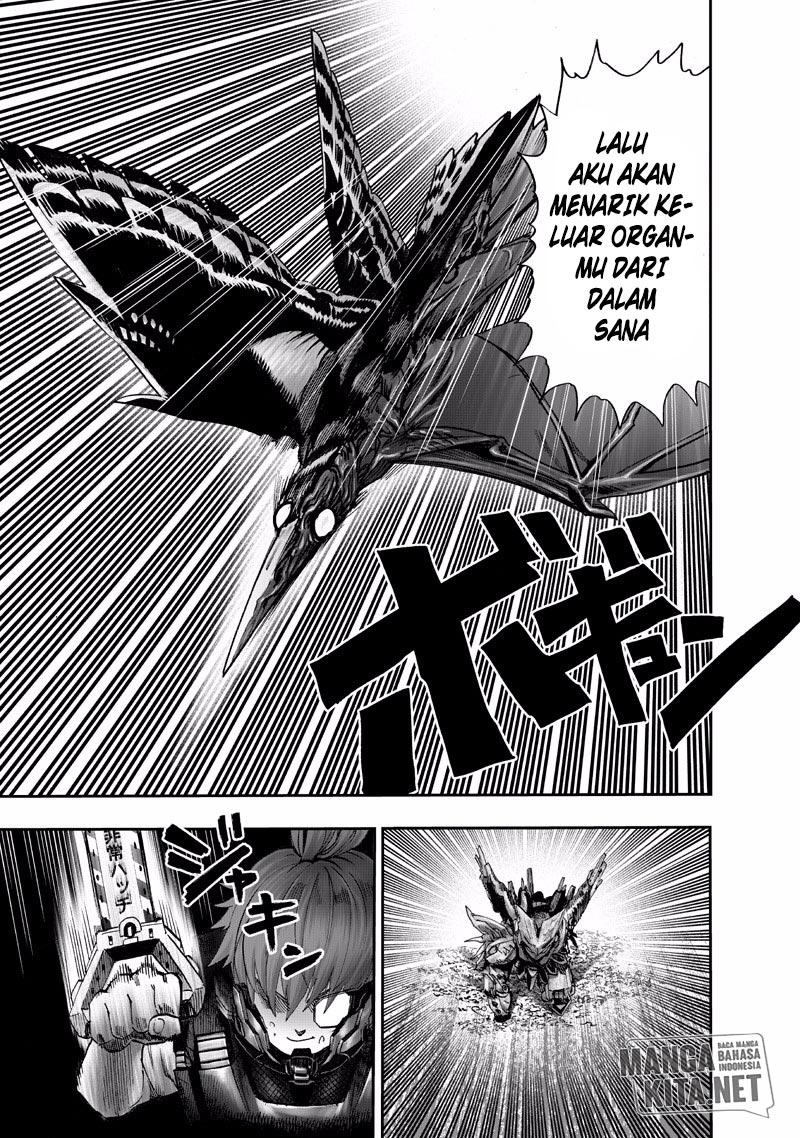 LALU
AKU AKAN
MENARIK KE-
LUAR ORGAN-
MU DARI
DALAM
SANA
ボギュン
ジャキン
非常ハッチ
MANGA
KITA.NET
BACA MANGA
BAHASA
INDONESIA